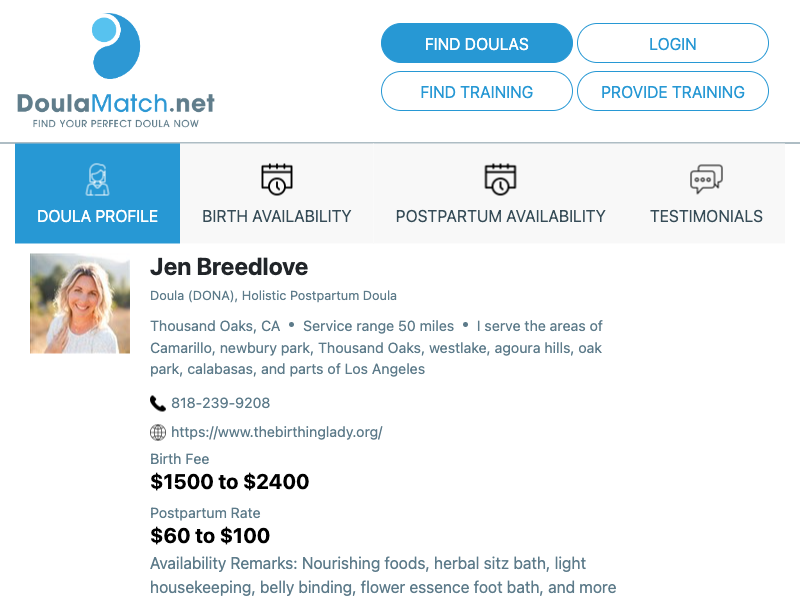 DoulaMatch.net
FIND YOUR PERFECT DOULA NOW
FIND DOULAS
LOGIN
FIND TRAINING
PROVIDE TRAINING
DOULA PROFILE
BIRTH AVAILABILITY
POSTPARTUM AVAILABILITY
TESTIMONIALS
Jen Breedlove
Doula (DONA), Holistic Postpartum Doula
Thousand Oaks, CA • Service range 50 miles • I serve the areas of
Camarillo, newbury park, Thousand Oaks, westlake, agoura hills, oak
park, calabasas, and parts of Los Angeles
818-239-9208
https://www.thebirthinglady.org/
Birth Fee
$1500 to $2400
Postpartum Rate
$60 to $100
Availability Remarks: Nourishing foods, herbal sitz bath, light
housekeeping, belly binding, flower essence foot bath, and more